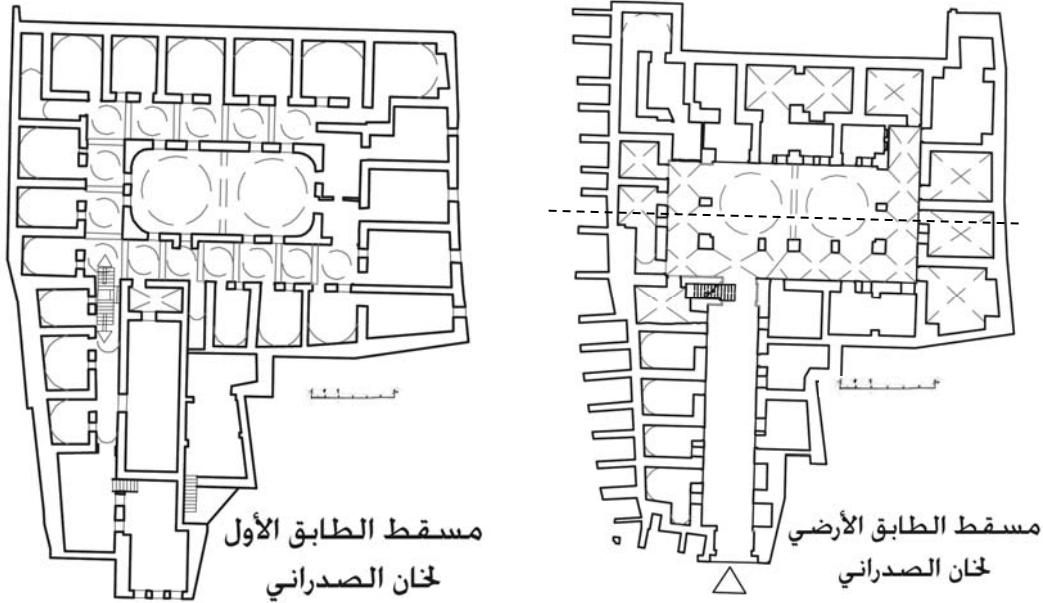 مسقط الطابق الأرضي
لخان الصدراني
مسقط الطابق الأول
لخان الصدراني